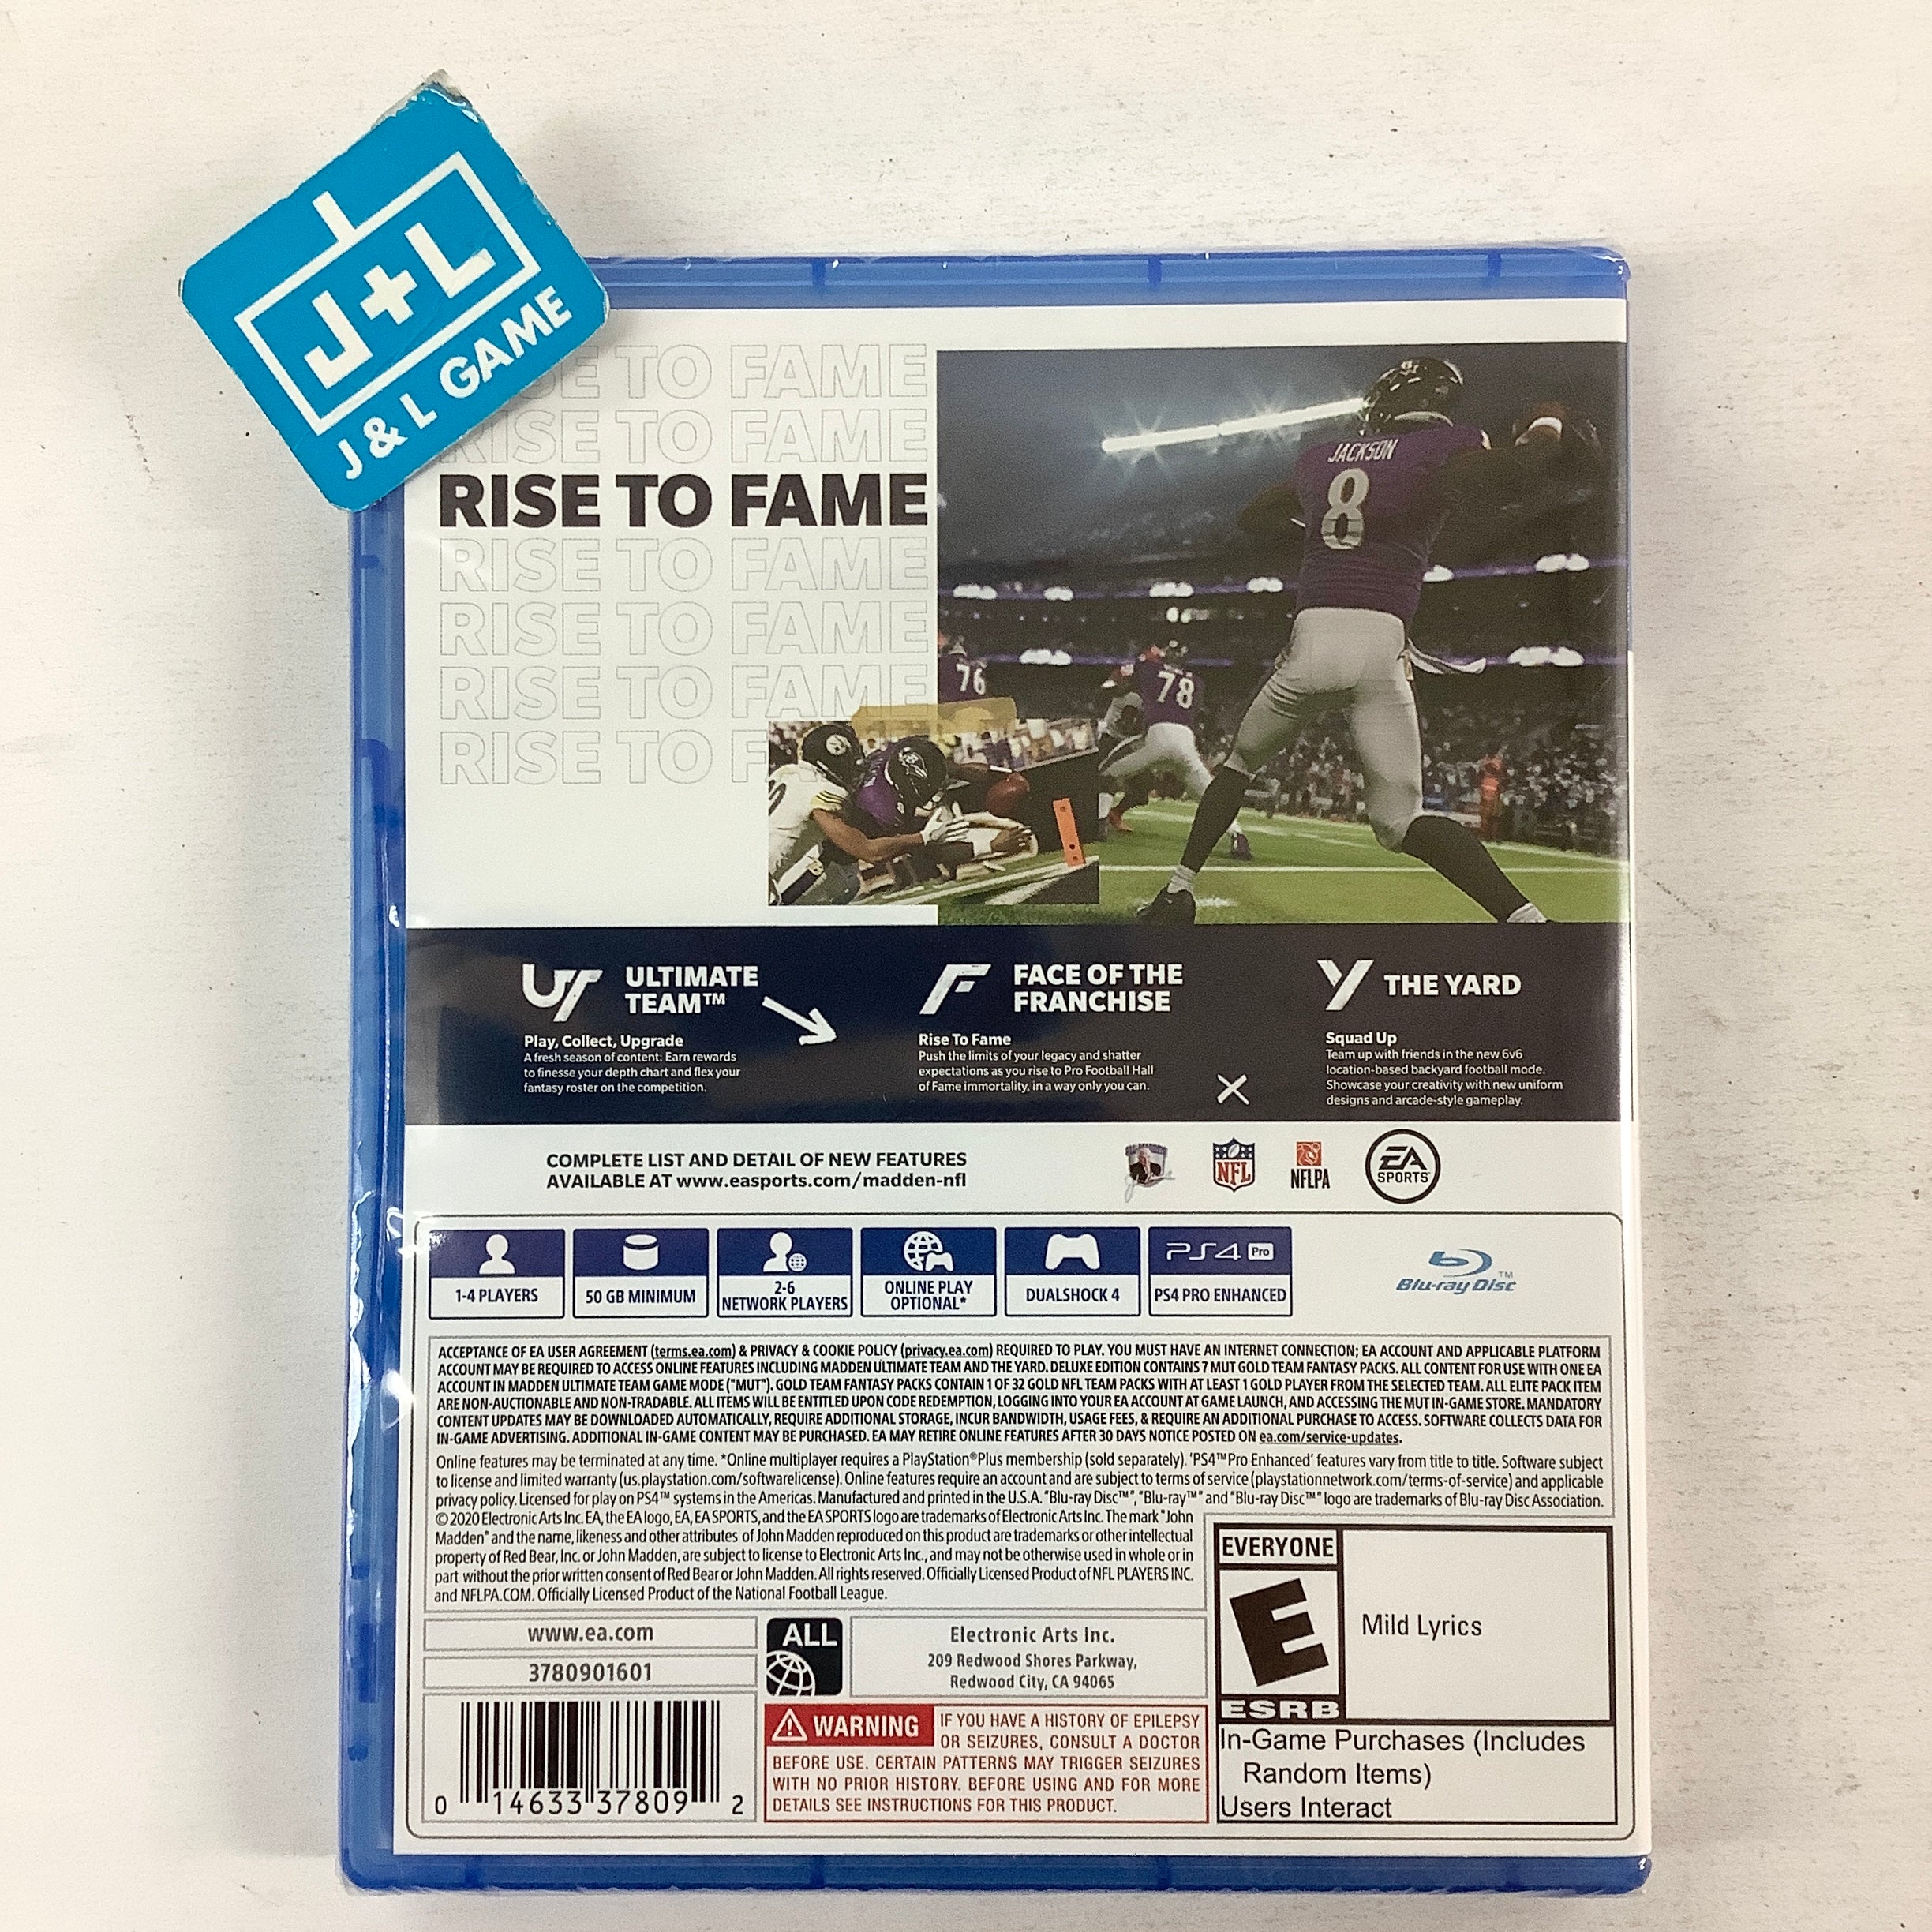 J+L
J & L GAME
SE TO FAME
RISE TO FAME
RISE TO FAME
RISE TO FAME
RISE TO FAME
RISE TO FAME
RISE TO F
JACKSON
8
76
78
UT ULTIMATE
TEAM™
Play, Collect, Upgrade
A fresh season of content. Earn rewards
to finesse your depth chart and flex your
fantasy roster on the competition.
F FACE OF THE
FRANCHISE
Rise To Fame
Push the limits of your legacy and shatter
expectations as you rise to Pro Football Hall
of Fame immortality, in a way only you can.
Y THE YARD
Squad Up
Team up with friends in the new 6v6
location-based backyard football mode.
Showcase your creativity with new uniform
designs and arcade-style gameplay.
COMPLETE LIST AND DETAIL OF NEW FEATURES
AVAILABLE AT www.easports.com/madden-nfl
NFL
NFLPA
EA
SPORTS
1-4 PLAYERS
50 GB MINIMUM
2-6
NETWORK PLAYERS
ONLINE PLAY
OPTIONAL*
DUALSHOCK 4
PS4 Pro
PS4 PRO ENHANCED
Blu-ray Disc™
ACCEPTANCE OF EA USER AGREEMENT (terms.ea.com) & PRIVACY & COOKIE POLICY (privacy.ea.com) REQUIRED TO PLAY. YOU MUST HAVE AN INTERNET CONNECTION; EA ACCOUNT AND APPLICABLE PLATFORM
ACCOUNT MAY BE REQUIRED TO ACCESS ONLINE FEATURES INCLUDING MADDEN ULTIMATE TEAM AND THE YARD. DELUXE EDITION CONTAINS 7 MUT GOLD TEAM FANTASY PACKS. ALL CONTENT FOR USE WITH ONE EA
ACCOUNT IN MADDEN ULTIMATE TEAM GAME MODE ("MUT"). GOLD TEAM FANTASY PACKS CONTAIN 1 OF 32 GOLD NFL TEAM PACKS WITH AT LEAST 1 GOLD PLAYER FROM THE SELECTED TEAM. ALL ELITE PACK ITEM
ARE NON-AUCTIONABLE AND NON-TRADABLE. ALL ITEMS WILL BE ENTITLED UPON CODE REDEMPTION, LOGGING INTO YOUR EA ACCOUNT AT GAME LAUNCH, AND ACCESSING THE MUT IN-GAME STORE. MANDATORY
CONTENT UPDATES MAY BE DOWNLOADED AUTOMATICALLY, REQUIRE ADDITIONAL STORAGE, INCUR BANDWIDTH, USAGE FEES, & REQUIRE AN ADDITIONAL PURCHASE TO ACCESS. SOFTWARE COLLECTS DATA FOR
IN-GAME ADVERTISING. ADDITIONAL IN-GAME CONTENT MAY BE PURCHASED. EA MAY RETIRE ONLINE FEATURES AFTER 30 DAYS NOTICE POSTED ON ea.com/service-updates.
Online features may be terminated at any time. *Online multiplayer requires a PlayStation®Plus membership (sold separately). 'PS4™Pro Enhanced' features vary from title to title. Software subject
to license and limited warranty (us.playstation.com/softwarelicense). Online features require an account and are subject to terms of service (playstationnetwork.com/terms-of-service) and applicable
privacy policy. Licensed for play on PS4™ systems in the Americas. Manufactured and printed in the U.S.A. "Blu-ray Disc™", "Blu-ray™" and "Blu-ray Disc™" logo are trademarks of Blu-ray Disc Association.
© 2020 Electronic Arts Inc. EA, the EA logo, EA, EA SPORTS, and the EA SPORTS logo are trademarks of Electronic Arts Inc. The mark "John
Madden" and the name, likeness and other attributes of John Madden reproduced on this product are trademarks or other intellectual
property of Red Bear, Inc. or John Madden, are subject to license to Electronic Arts Inc., and may not be otherwise used in whole or in
part without the prior written consent of Red Bear or John Madden. All rights reserved. Officially Licensed Product of NFL PLAYERS INC.
and NFLPA.COM. Officially Licensed Product of the National Football League.
www.ea.com
3780901601
0 14633 37809 2
ALL
Electronic Arts Inc.
209 Redwood Shores Parkway,
Redwood City, CA 94065
WARNING IF YOU HAVE A HISTORY OF EPILEPSY
OR SEIZURES, CONSULT A DOCTOR
BEFORE USE. CERTAIN PATTERNS MAY TRIGGER SEIZURES
WITH NO PRIOR HISTORY. BEFORE USING AND FOR MORE
DETAILS SEE INSTRUCTIONS FOR THIS PRODUCT.
EVERYONE
E
ESRB
Mild Lyrics
In-Game Purchases (Includes
Random Items)
Users Interact